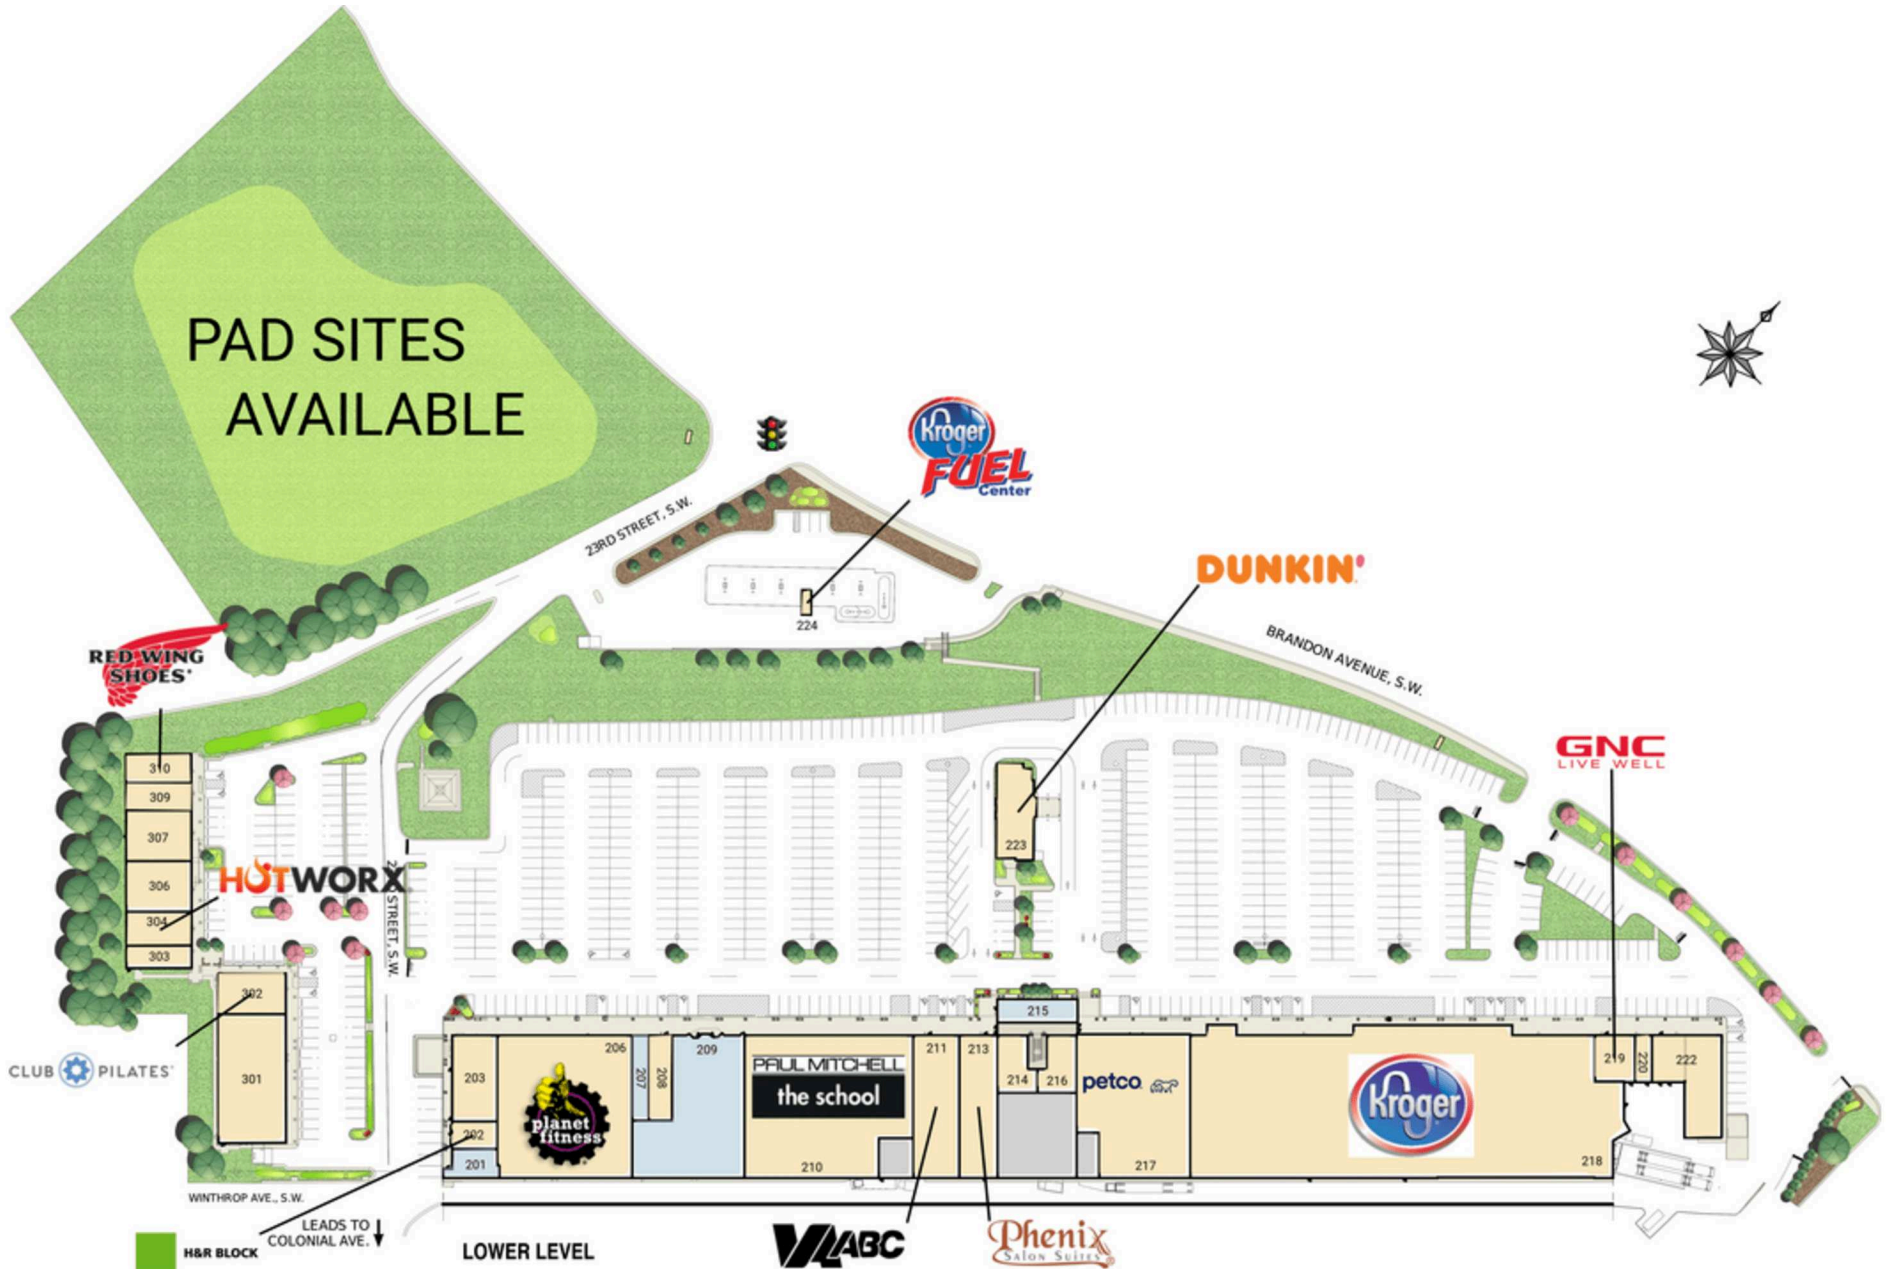 PAD SITES
AVAILABLE
Kroger
FUEL
Center
23RD STREET, S.W.
DUNKIN'
224
BRANDON AVENUE, S.W.
RED WING
SHOES
GNC
LIVE WELL
310
309
307
306
304
303
HOTWORX
STREET, S.W.
223
302
301
CLUB PILATES
215
203
206
207
208
209
PAUL MITCHELL
the school
211
213
214
216
petco
Kroger
219
220
222
planet
fitness
202
201
210
217
218
WINTHROP AVE., S.W.
LEADS TO
COLONIAL AVE.
H&R BLOCK
LOWER LEVEL
VA ABC
Phenix
SALON SUITES